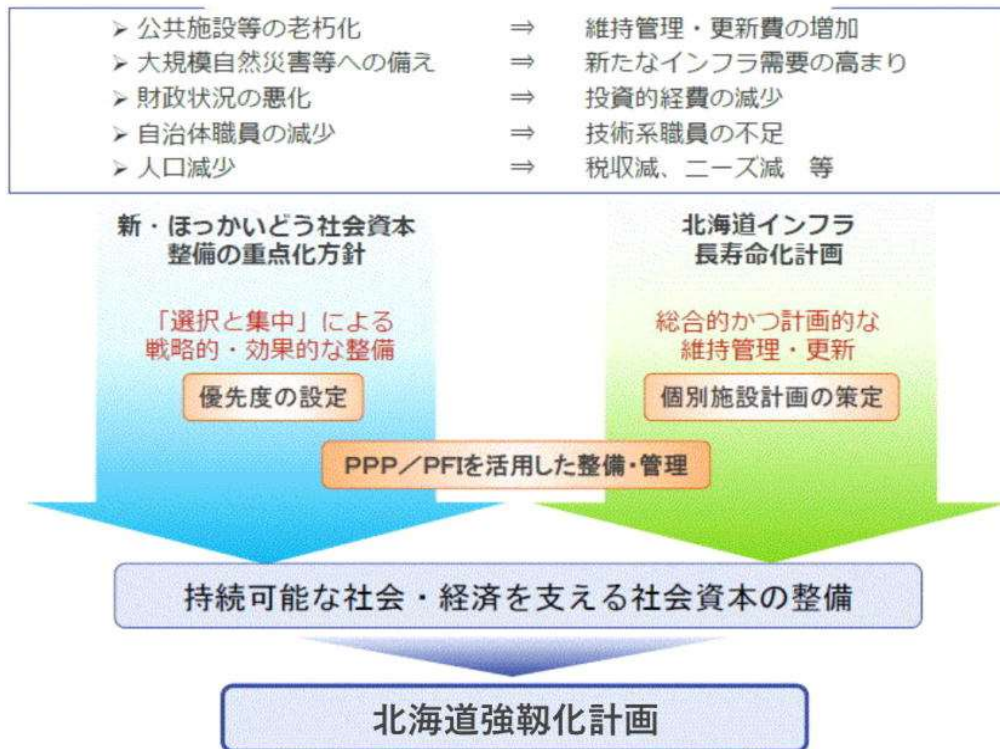 ➢ 公共施設等の老朽化 ⇒ 維持管理・更新費の増加
➢ 大規模自然災害等への備え ⇒ 新たなインフラ需要の高まり
➢ 財政状況の悪化 ⇒ 投資的経費の減少
➢ 自治体職員の減少 ⇒ 技術系職員の不足
➢ 人口減少 ⇒ 税収減、ニーズ減 等
新・ほっかいどう社会資本
整備の重点化方針
「選択と集中」による
戦略的・効果的な整備
優先度の設定
北海道インフラ
長寿命化計画
総合的かつ計画的な
維持管理・更新
個別施設計画の策定
PPP／PFIを活用した整備・管理
持続可能な社会・経済を支える社会資本の整備
北海道強靱化計画